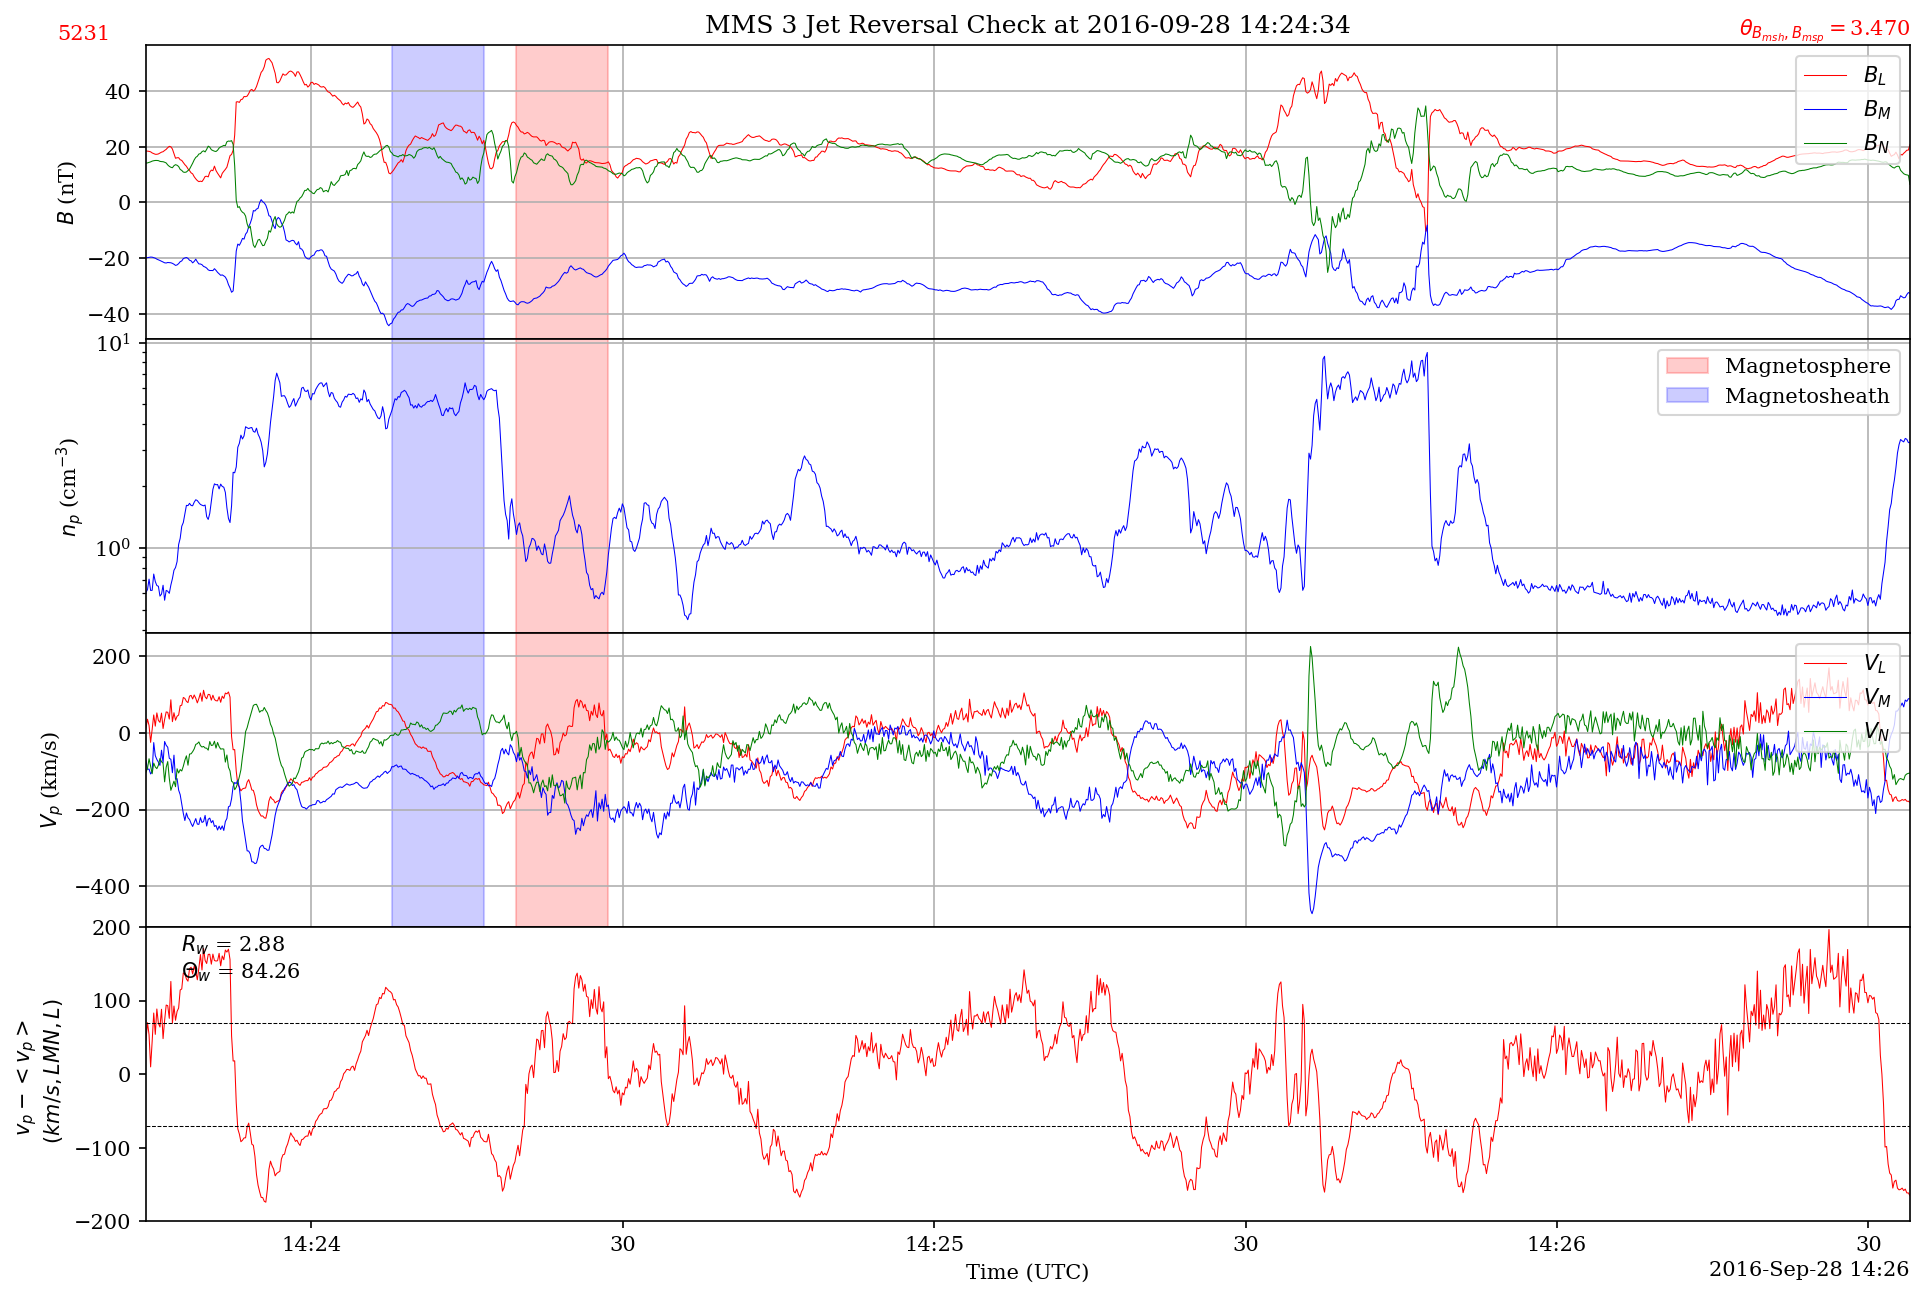 MMS 3 Jet Reversal Check at 2016-09-28 14:24:34
5231
θ_{B_{msh}, B_{msp}} = 3.470
B (nT)
40
20
0
−20
−40
B_L
B_M
B_N
n_p (cm^{−3})
10^1
10^0
Magnetosphere
Magnetosheath
V_p (km/s)
200
0
−200
−400
V_L
V_M
V_N
v_p − < v_p >
(km/s, LMN, L)
200
100
0
−100
−200
R_w = 2.88
Θ_w = 84.26
14:24
30
14:25
30
14:26
30
Time (UTC)
2016-Sep-28 14:26